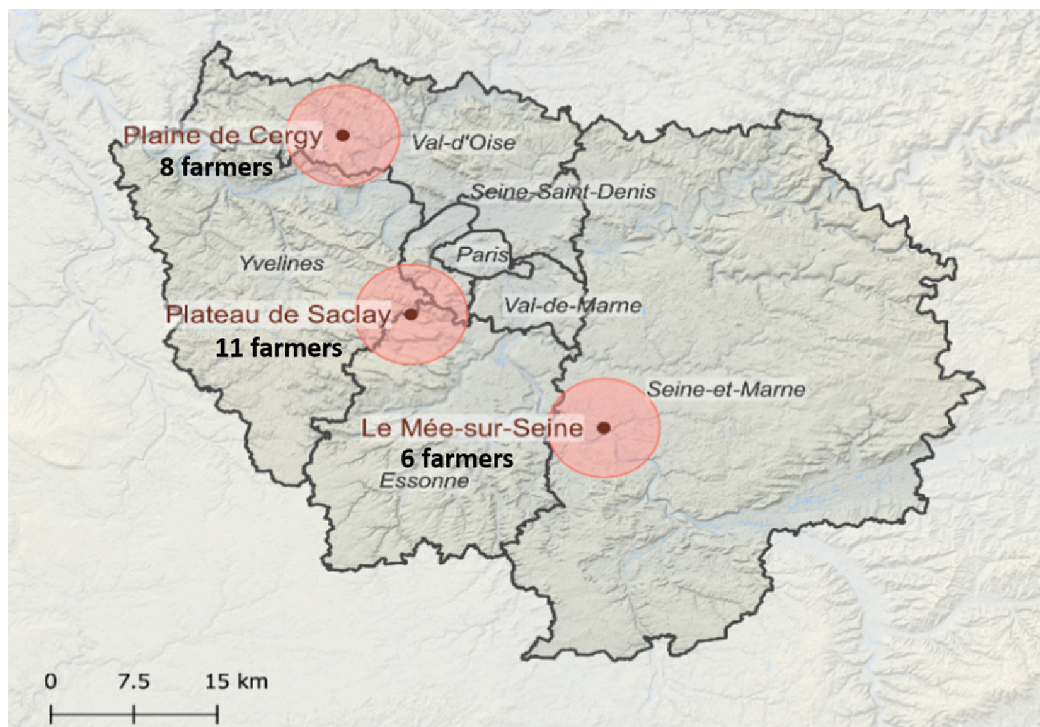 Plaine de Cergy
8 farmers
Val-d'Oise
Seine-Saint-Denis
Paris
Yvelines
Val-de-Marne
Plateau de Saclay
11 farmers
Seine-et-Marne
Le Mée-sur-Seine
6 farmers
Essonne
0 7.5 15 km